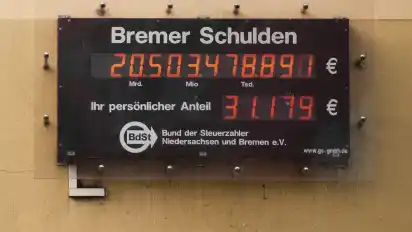 Bremer Schulden
20.503.478.891 €
Mrd. Mio Tsd.
Ihr persönlicher Anteil 31.179 €
BdSt
Bund der Steuerzahler
Niedersachsen und Bremen e.V.